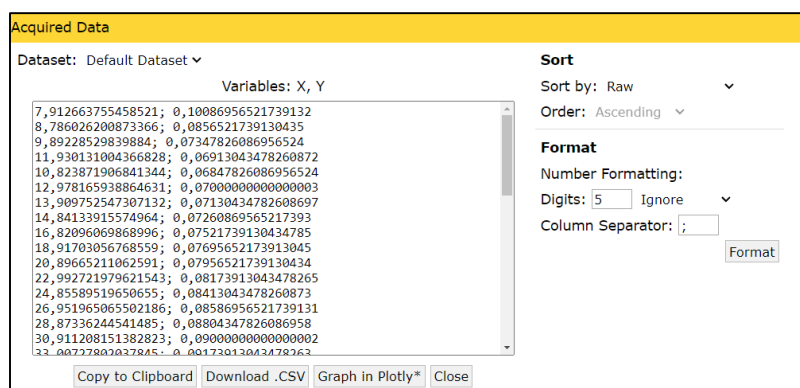 Acquired Data
Dataset: Default Dataset
Variables: X, Y
7,912663755458521; 0,10086956521739132
8,786026200873366; 0,0856521739130435
9,89228529839884; 0,07347826086956524
11,930131004366828; 0,06913043478260872
10,823871906841344; 0,06847826086956524
12,978165938864631; 0,07000000000000003
13,909752547307132; 0,07130434782608697
14,84133915574964; 0,07260869565217393
16,82096069868996; 0,07521739130434785
18,91703056768559; 0,07695652173913045
20,89665211062591; 0,07956521739130434
22,992721979621543; 0,08173913043478265
24,85589519650655; 0,08413043478260873
26,951965065502186; 0,08586956521739131
28,87336244541485; 0,08804347826086958
30,911208151382823; 0,09000000000000002
33,00727802037845; 0,09173913043478263
Copy to Clipboard Download .CSV Graph in Plotly* Close
Sort
Sort by: Raw
Order: Ascending
Format
Number Formatting:
Digits: 5 Ignore
Column Separator: ;
Format